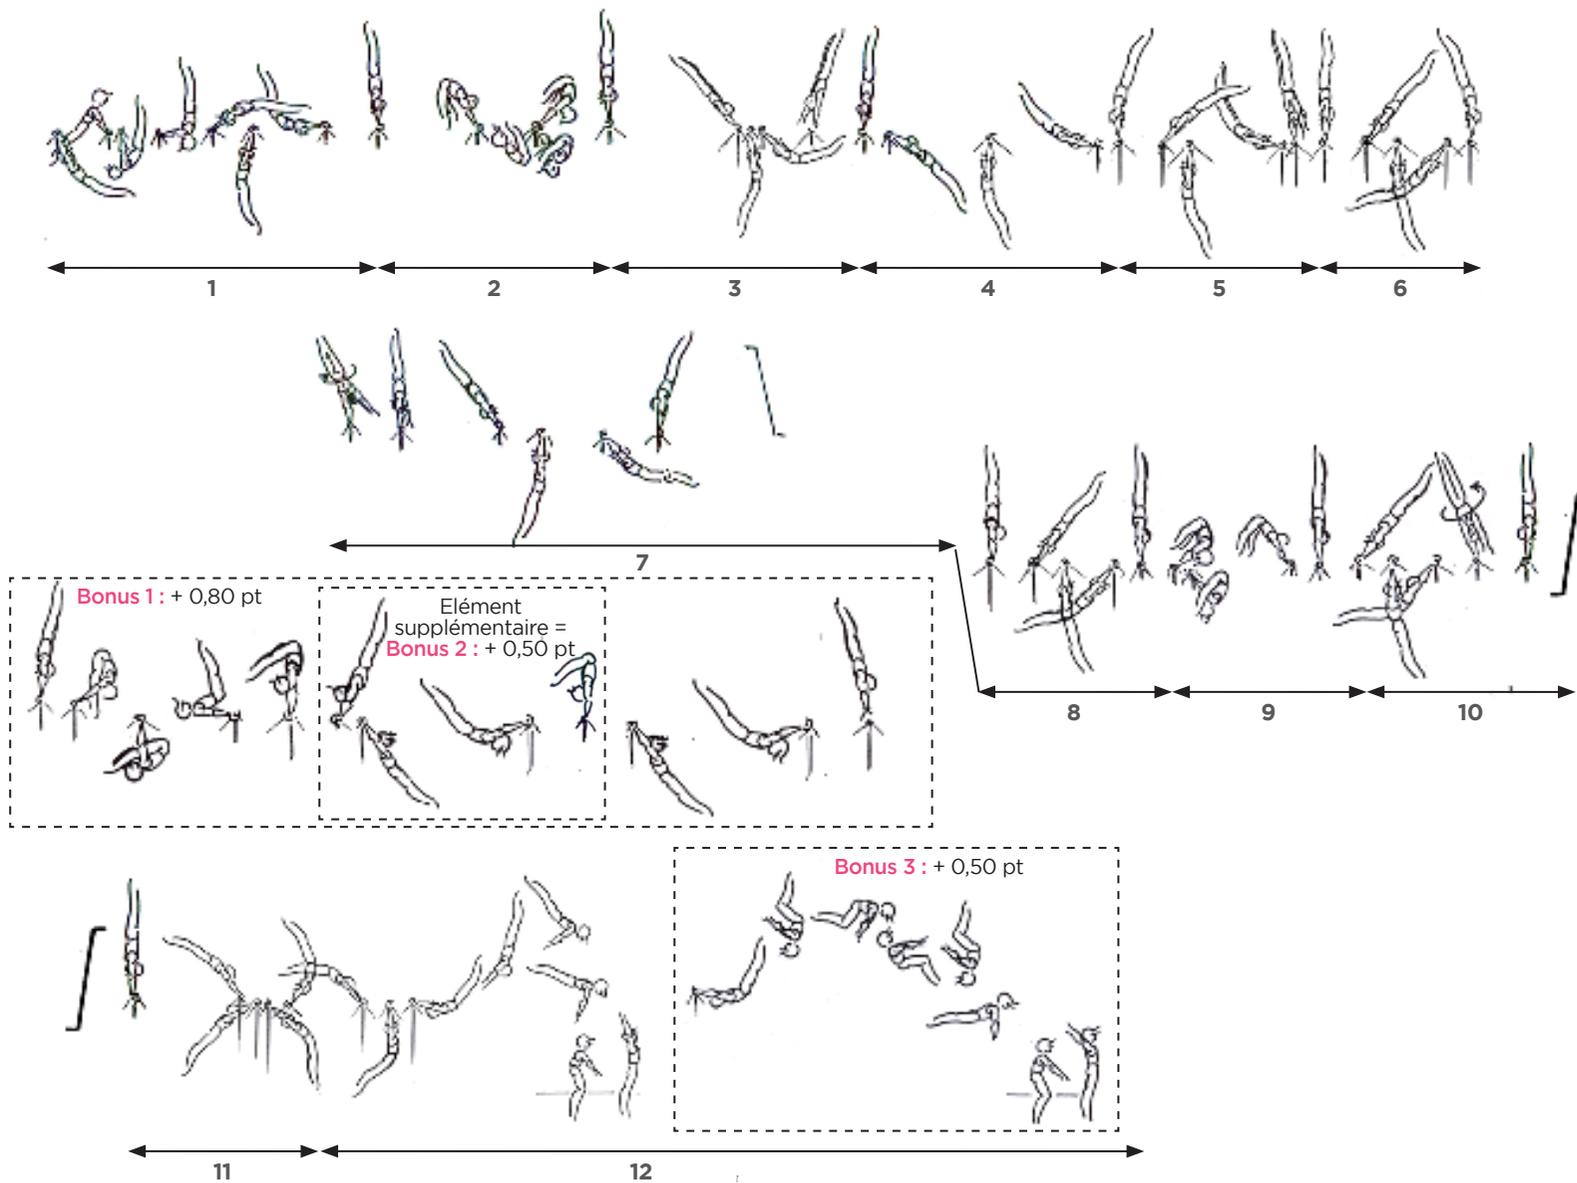 1 2 3 4 5 6
7
Bonus 1 : + 0,80 pt
Elément
supplémentaire =
Bonus 2 : + 0,50 pt
8 9 10
Bonus 3 : + 0,50 pt
11 12